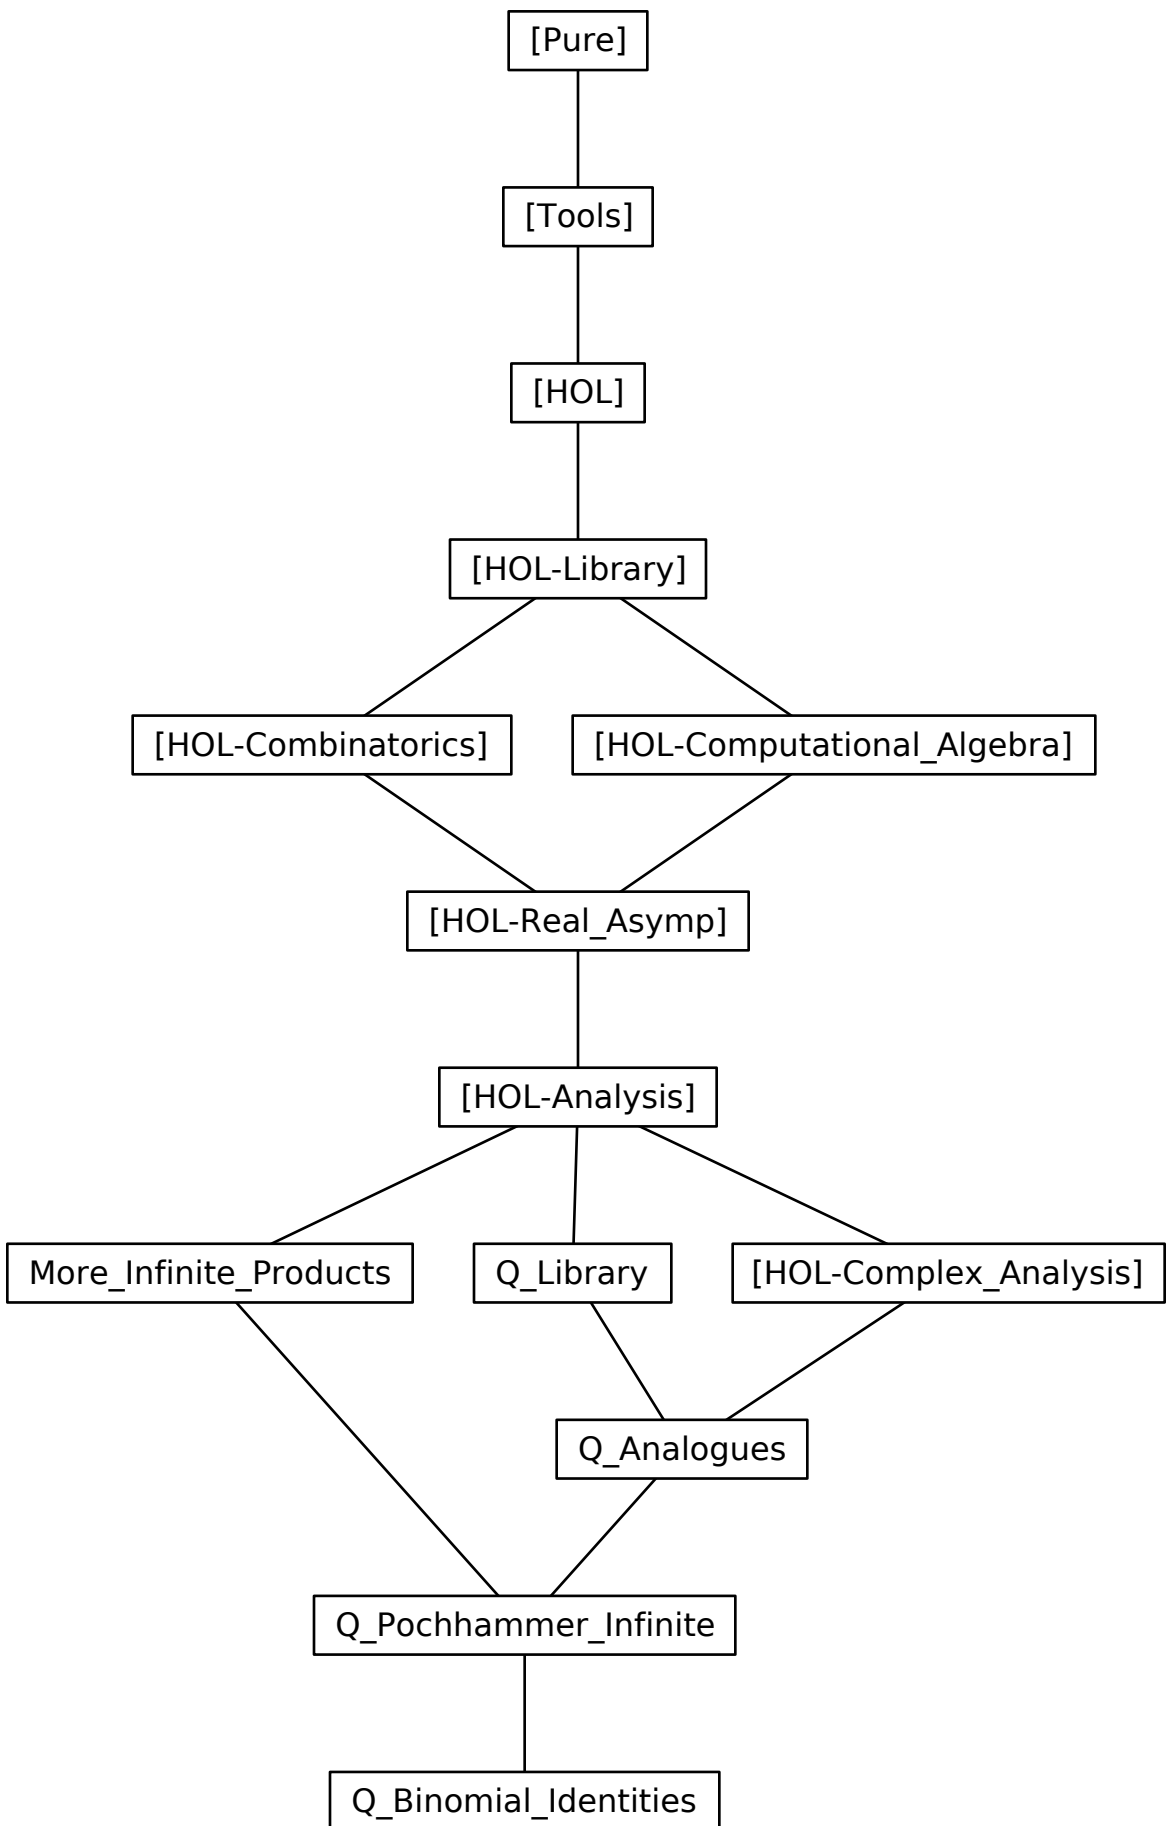 [Pure]
[Tools]
[HOL]
[HOL-Library]
[HOL-Combinatorics]
[HOL-Computational_Algebra]
[HOL-Real_Asymp]
[HOL-Analysis]
More_Infinite_Products
Q_Library
[HOL-Complex_Analysis]
Q_Analogues
Q_Pochhammer_Infinite
Q_Binomial_Identities